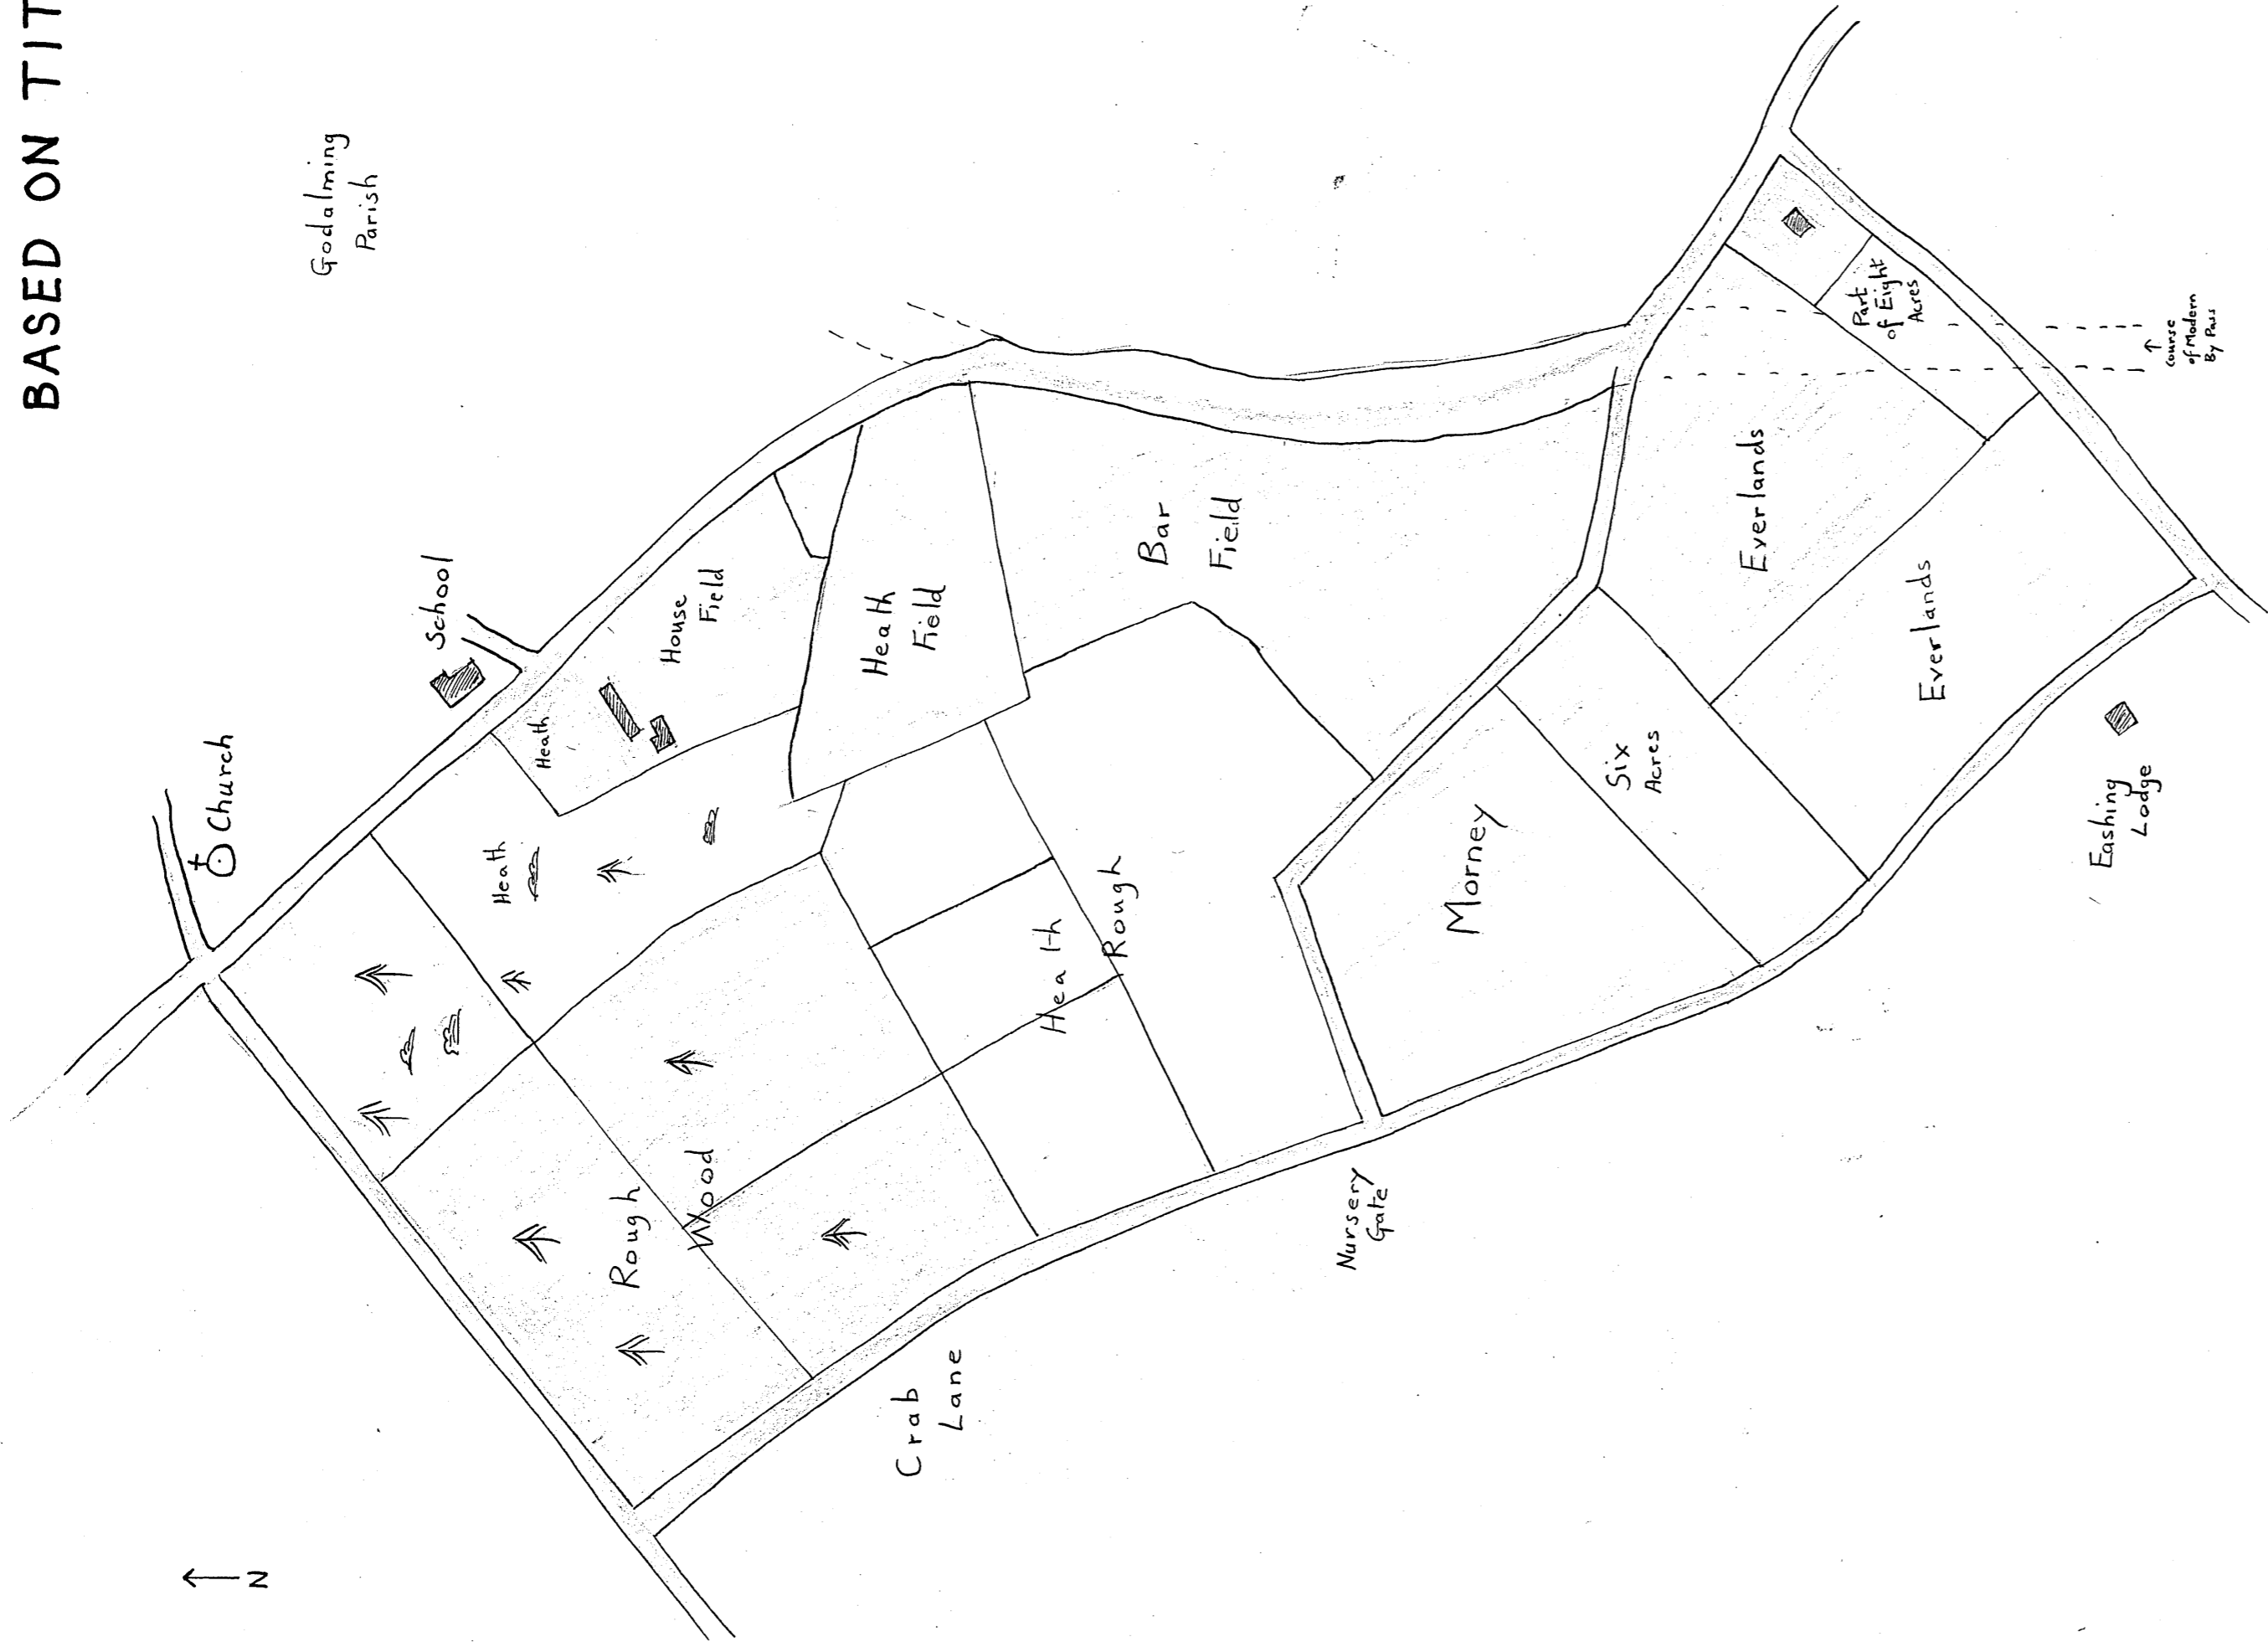 BASED ON TIT
Godalming
Parish
School
Church
Heath
House
Field
Heath
Field
Heath
Bar
Field
Rough
Wood
Heath
Rough
Crab
Lane
Nursery
Gate
Morney
Six
Acres
Everlands
Everlands
Part
of Eight
Acres
↑
Course
of Modern
By Pass
Eashing
Lodge
N